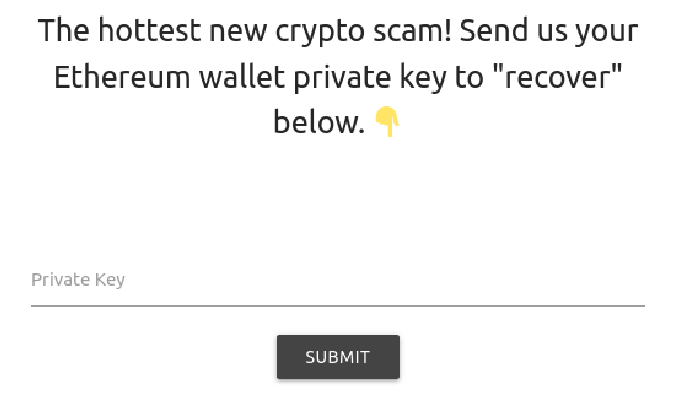 The hottest new crypto scam! Send us your
Ethereum wallet private key to "recover"
below. 👇
Private Key
SUBMIT